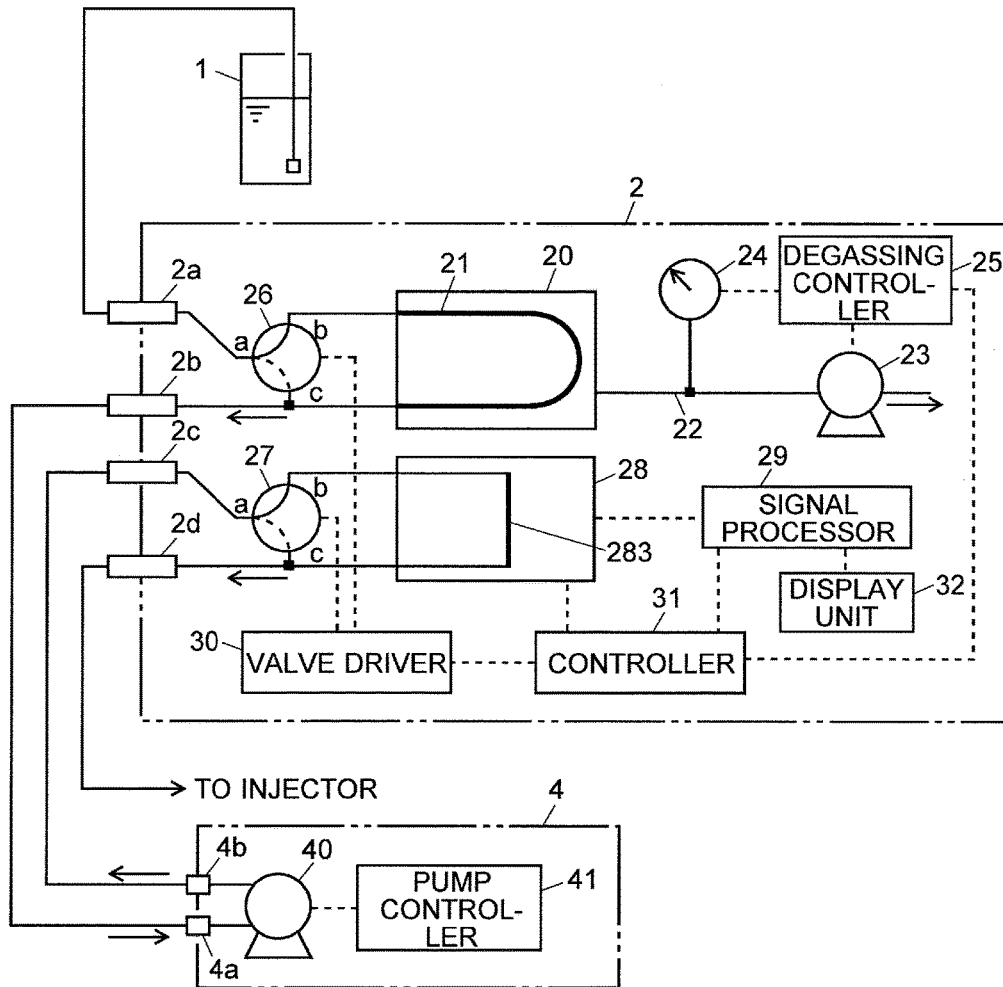 1
2
2a
26
21
20
24
DEGASSING
CONTROL-
LER
25
a
b
c
2b
23
22
2c
27
a
b
c
28
29
SIGNAL
PROCESSOR
2d
283
DISPLAY
UNIT
32
30
VALVE DRIVER
31
CONTROLLER
TO INJECTOR
4
4b
40
PUMP
CONTROL-
LER
41
4a